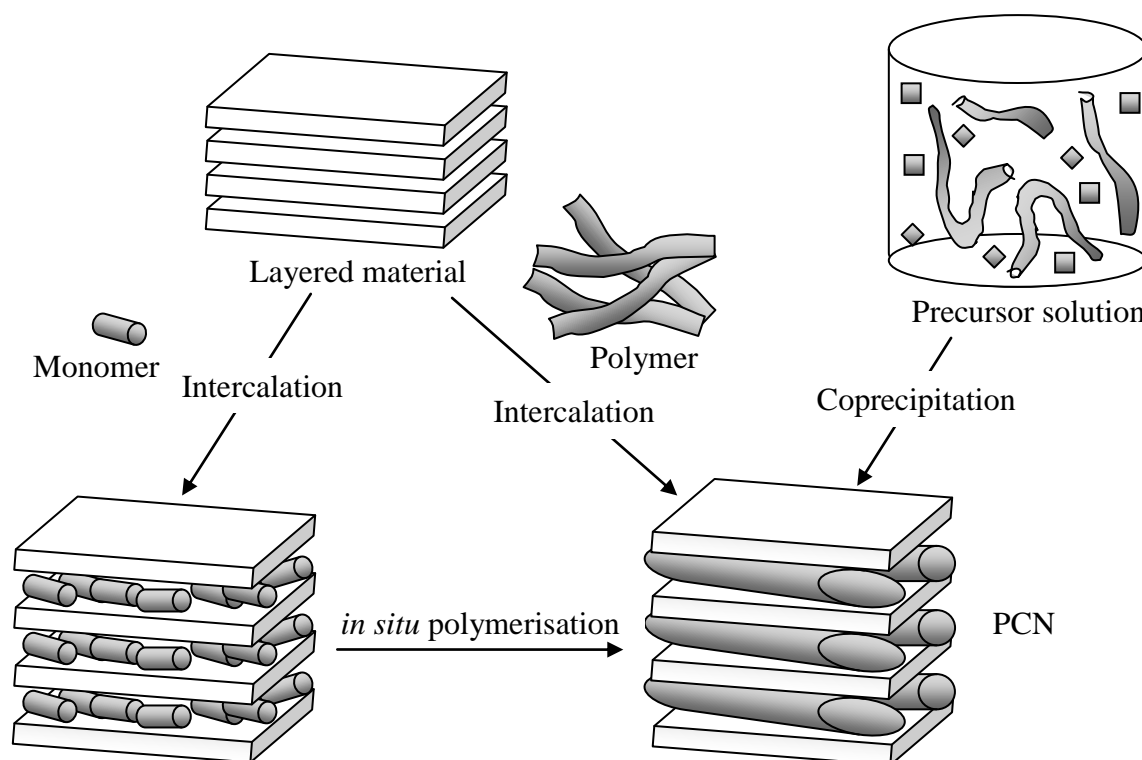 Layered material
Precursor solution
Monomer
Polymer
Intercalation
Intercalation
Coprecipitation
in situ polymerisation
PCN